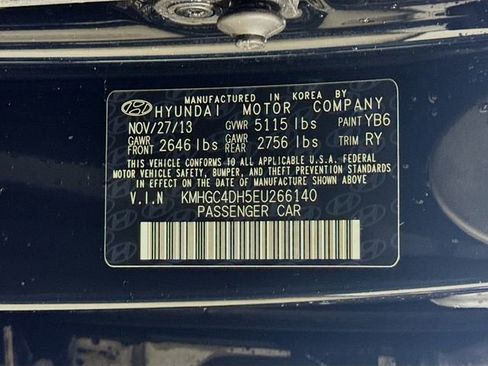 MANUFACTURED IN KOREA BY
HYUNDAI MOTOR COMPANY
NOV/27/13 GVWR 5115 lbs PAINT YB6
GAWR FRONT 2646 lbs GAWR REAR 2756 lbs TRIM RY
THIS VEHICLE CONFORMS TO ALL APPLICABLE U.S.A. FEDERAL
MOTOR VEHICLE SAFETY, BUMPER, AND THEFT PREVENTION STANDARDS
IN EFFECT ON THE DATE OF MANUFACTURE SHOWN ABOVE.
V.I.N KMHGC4DH5EU266140
PASSENGER CAR